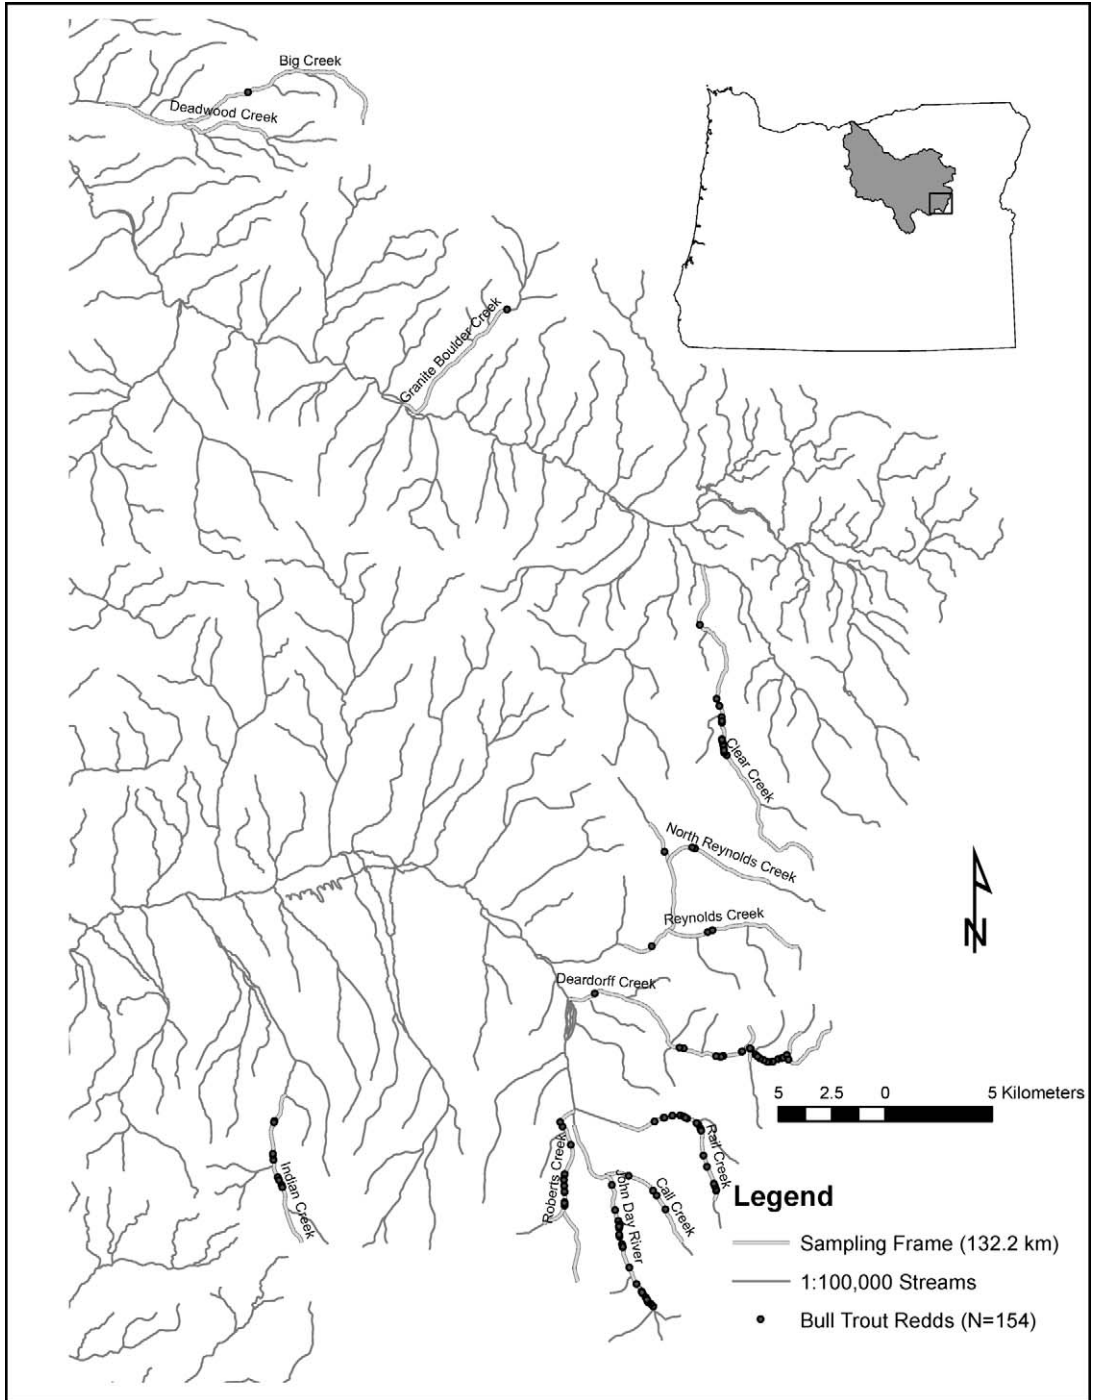 Big Creek
Deadwood Creek
Granite Boulder Creek
Clear Creek
North Reynolds Creek
Reynolds Creek
Deardorff Creek
N
5 2.5 0 5 Kilometers
Rail Creek
Roberts Creek
Indian Creek
John Day River
Call Creek
Legend
Sampling Frame (132.2 km)
1:100,000 Streams
Bull Trout Redds (N=154)